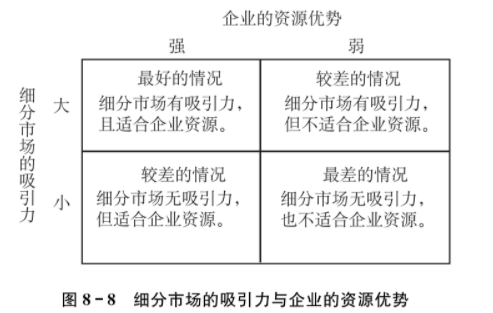 企业的资源优势
强
弱
细分市场的吸引力
大
最好的情况
细分市场有吸引力，
且适合企业资源。
较差的情况
细分市场有吸引力，
但不适合企业资源。
小
较差的情况
细分市场无吸引力，
但适合企业资源。
最差的情况
细分市场无吸引力，
也不适合企业资源。
图8-8 细分市场的吸引力与企业的资源优势